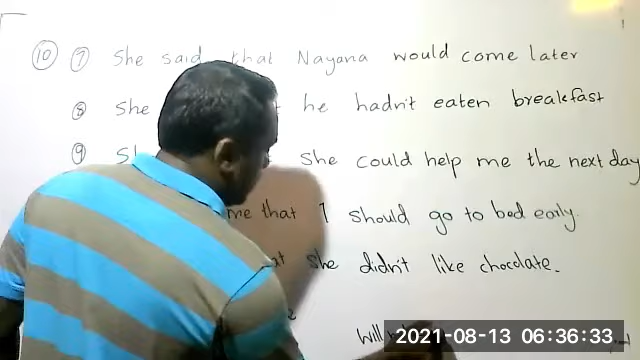 10 7 She said that Nayana would come later
8 She he hadn't eaten breakfast
9 She could help me the next day
me that I should go to bed early.
she didn't like chocolate.
Will
2021-08-13 06:36:33